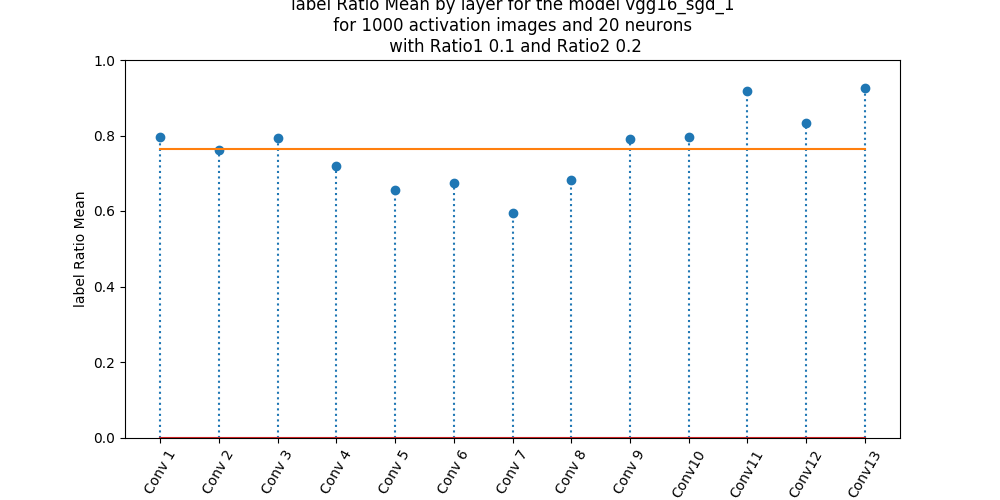 label Ratio Mean by layer for the model vgg16_sgd_1
for 1000 activation images and 20 neurons
with Ratio1 0.1 and Ratio2 0.2
1.0
0.8
0.6
0.4
0.2
0.0
label Ratio Mean
Conv 1
Conv 2
Conv 3
Conv 4
Conv 5
Conv 6
Conv 7
Conv 8
Conv 9
Conv10
Conv11
Conv12
Conv13